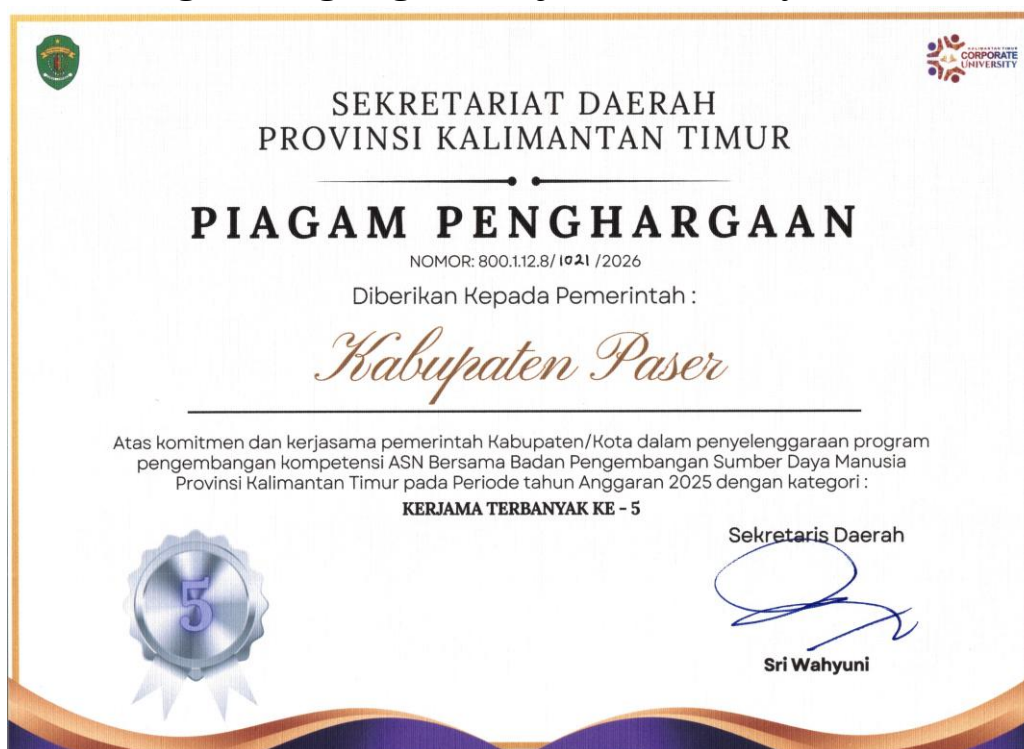 KALIMANTAN TIMUR
CORPORATE
UNIVERSITY
SEKRETARIAT DAERAH
PROVINSI KALIMANTAN TIMUR
PIAGAM PENGHARGAAN
NOMOR: 800.1.12.8/1021/2026
Diberikan Kepada Pemerintah :
Kabupaten Paser
Atas komitmen dan kerjasama pemerintah Kabupaten/Kota dalam penyelenggaraan program
pengembangan kompetensi ASN Bersama Badan Pengembangan Sumber Daya Manusia
Provinsi Kalimantan Timur pada Periode tahun Anggaran 2025 dengan kategori :
KERJAMA TERBANYAK KE - 5
Sekretaris Daerah
5
Sri Wahyuni